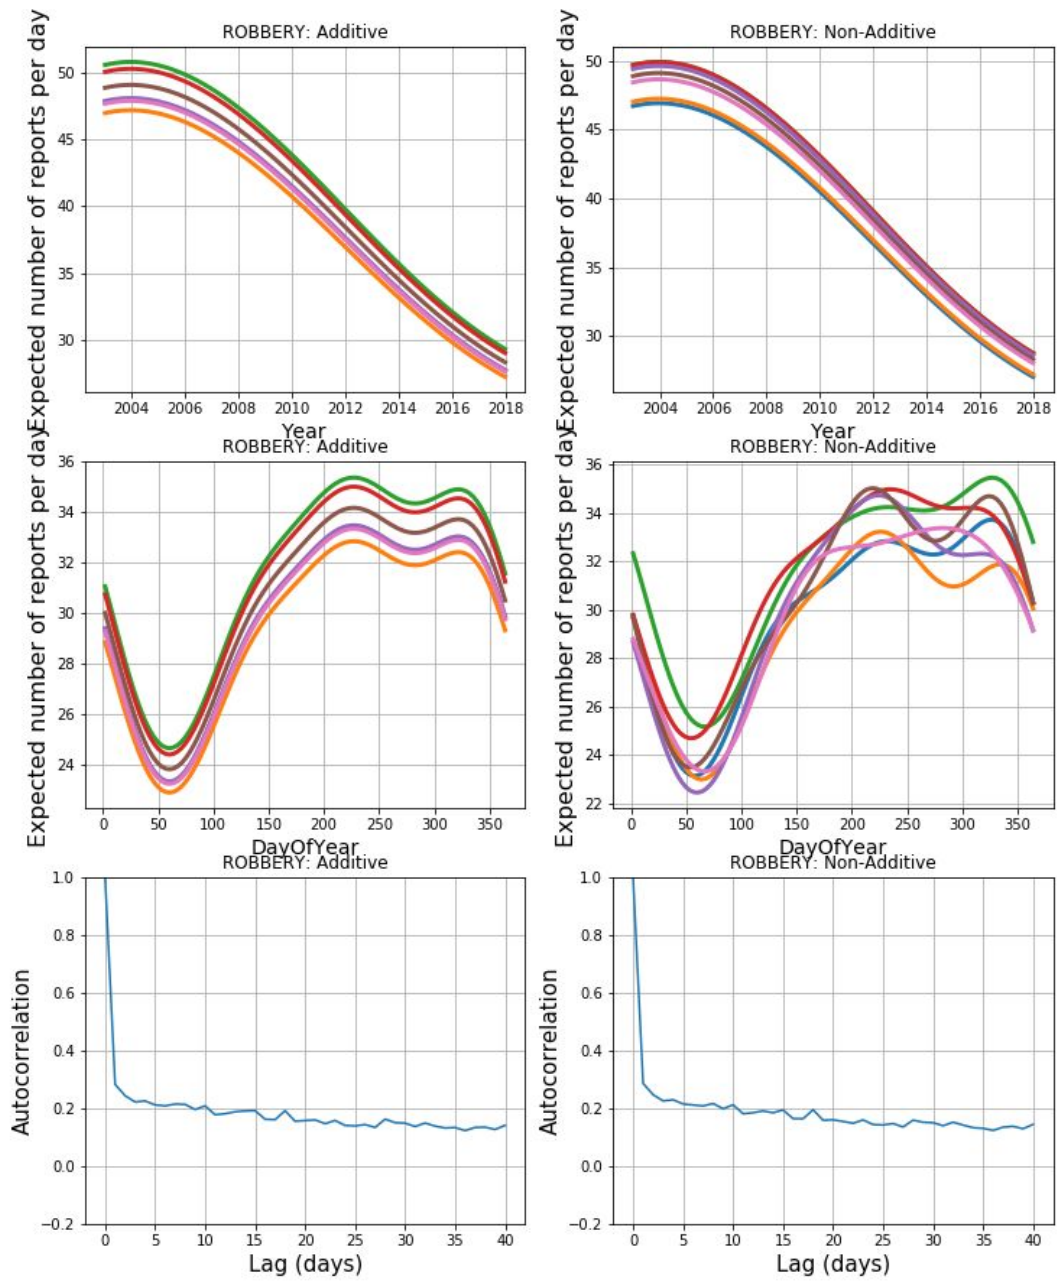 ROBBERY: Additive
Expected number of reports per day
50
45
40
35
30
2004 2006 2008 2010 2012 2014 2016 2018
Year
ROBBERY: Non-Additive
Expected number of reports per day
50
45
40
35
30
2004 2006 2008 2010 2012 2014 2016 2018
Year
ROBBERY: Additive
Expected number of reports per day
36
34
32
30
28
26
24
0 50 100 150 200 250 300 350
DayOfYear
ROBBERY: Non-Additive
Expected number of reports per day
36
34
32
30
28
26
24
22
0 50 100 150 200 250 300 350
DayOfYear
ROBBERY: Additive
Autocorrelation
1.0
0.8
0.6
0.4
0.2
0.0
−0.2
0 5 10 15 20 25 30 35 40
Lag (days)
ROBBERY: Non-Additive
Autocorrelation
1.0
0.8
0.6
0.4
0.2
0.0
−0.2
0 5 10 15 20 25 30 35 40
Lag (days)